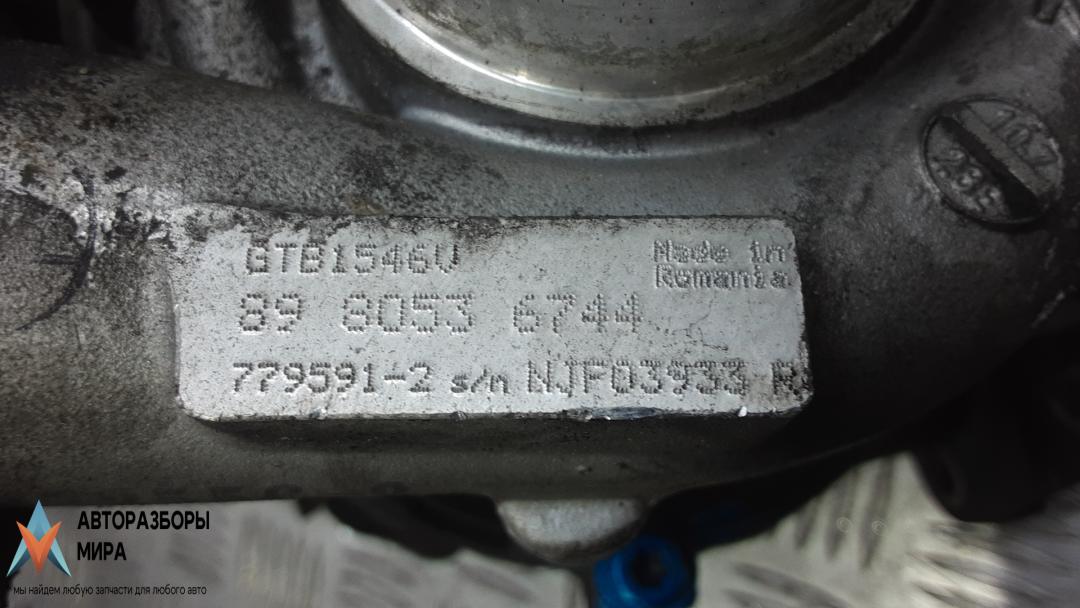 107
GTB1546V
Made in
Romania
89 8053 6744
779591-2 s/n NJF03933 R
АВТОРАЗБОРЫ
МИРА
мы найдем любую запчасти для любого авто